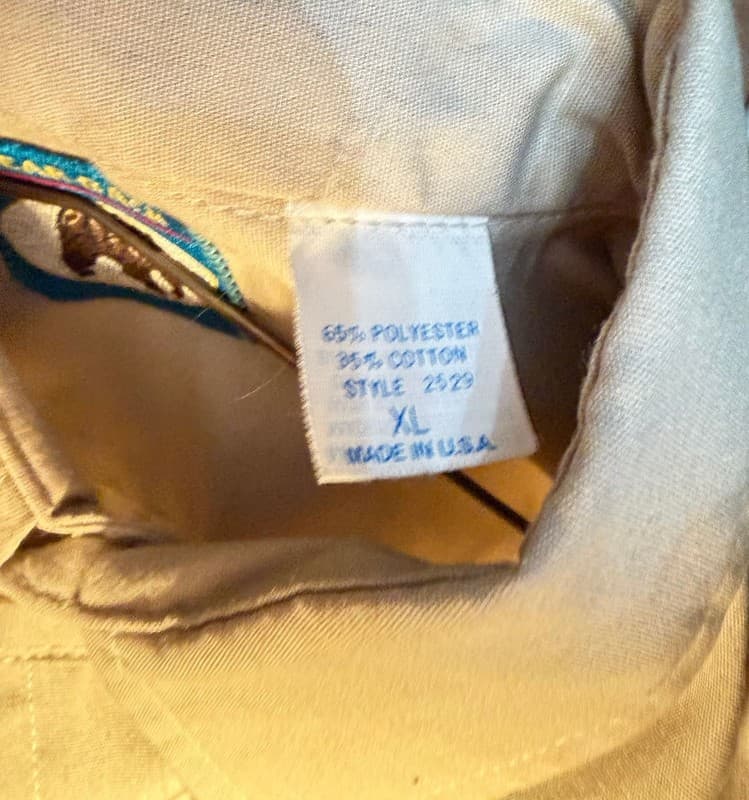 65% POLYESTER
35% COTTON
STYLE 2529
XL
MADE IN U.S.A.